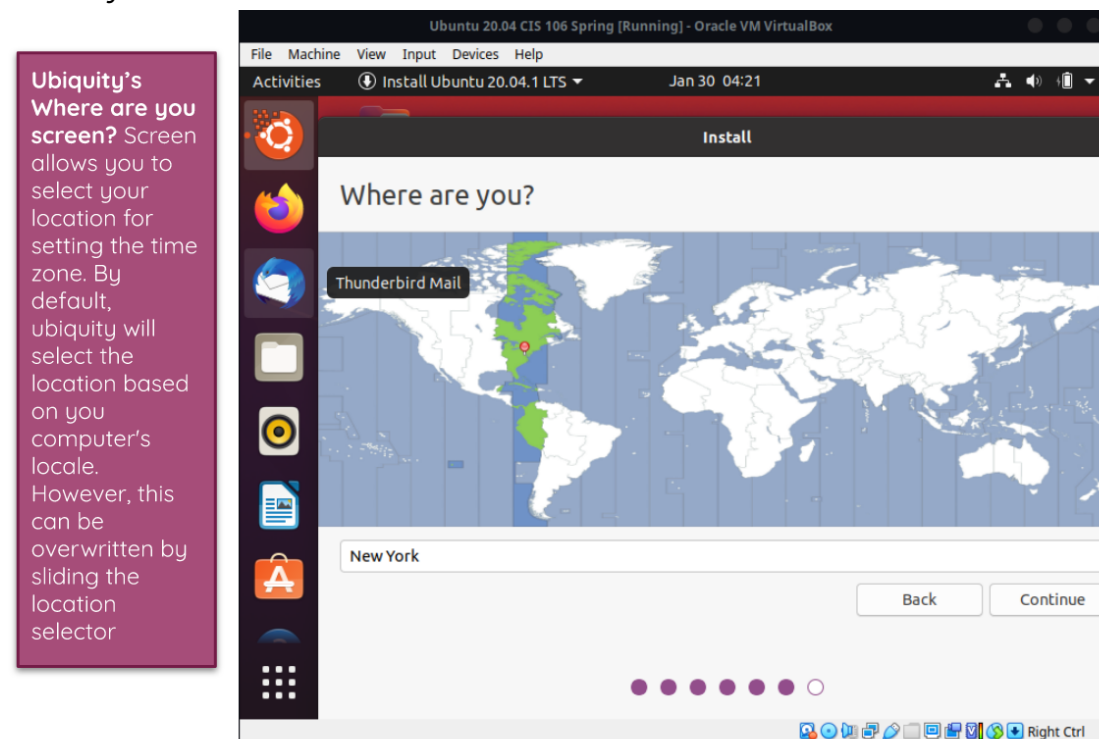 Ubuntu 20.04 CIS 106 Spring [Running] - Oracle VM VirtualBox
File Machine View Input Devices Help
Activities Install Ubuntu 20.04.1 LTS Jan 30 04:21
Install
Where are you?
Thunderbird Mail
New York
Back Continue
Right Ctrl
Ubiquity's
Where are you
screen? Screen
allows you to
select your
location for
setting the time
zone. By
default,
ubiquity will
select the
location based
on you
computer's
locale.
However, this
can be
overwritten by
sliding the
location
selector